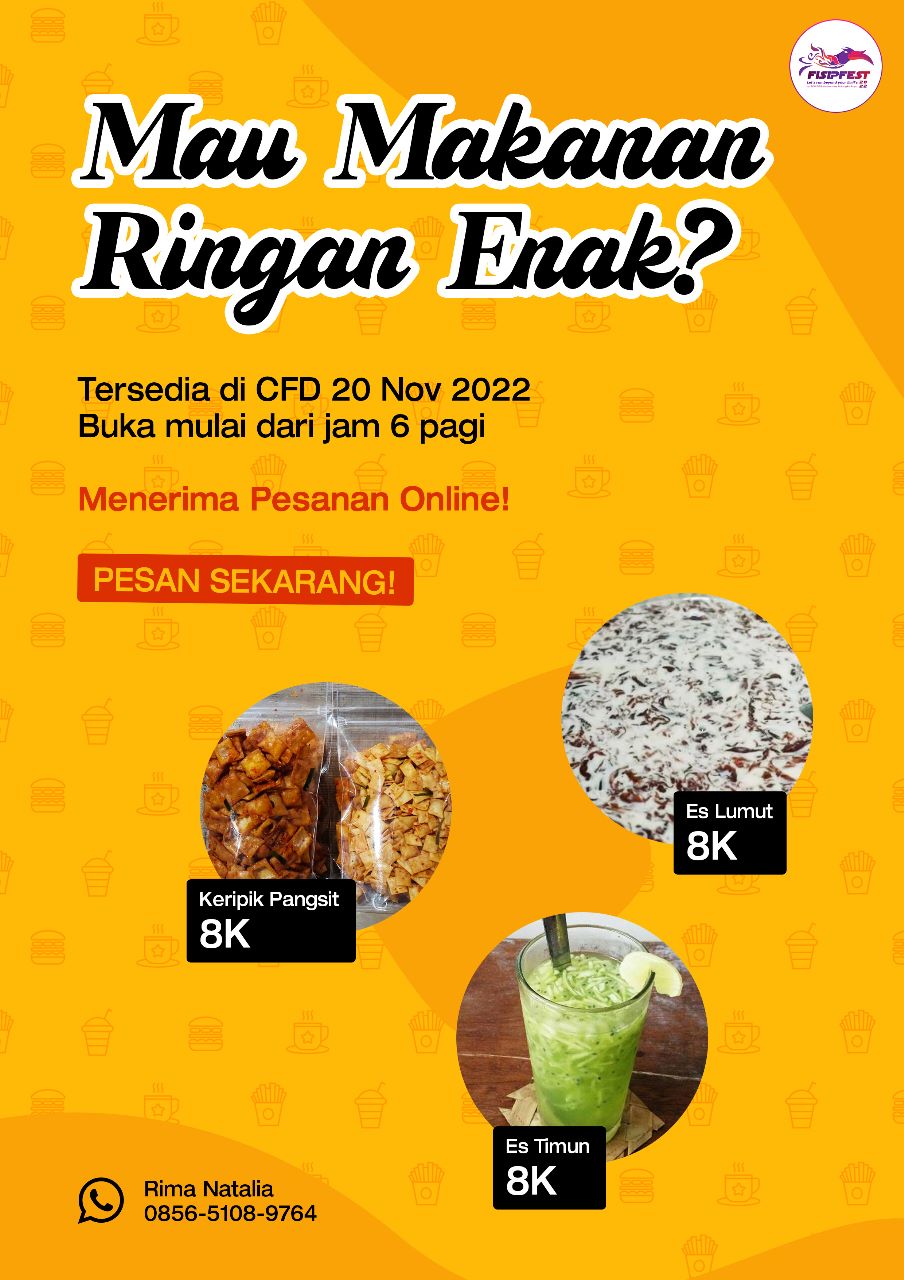 FISIPFEST
Mau Makanan
Ringan Enak?
Tersedia di CFD 20 Nov 2022
Buka mulai dari jam 6 pagi
Menerima Pesanan Online!
PESAN SEKARANG!
Es Lumut
8K
Keripik Pangsit
8K
Es Timun
8K
Rima Natalia
0856-5108-9764